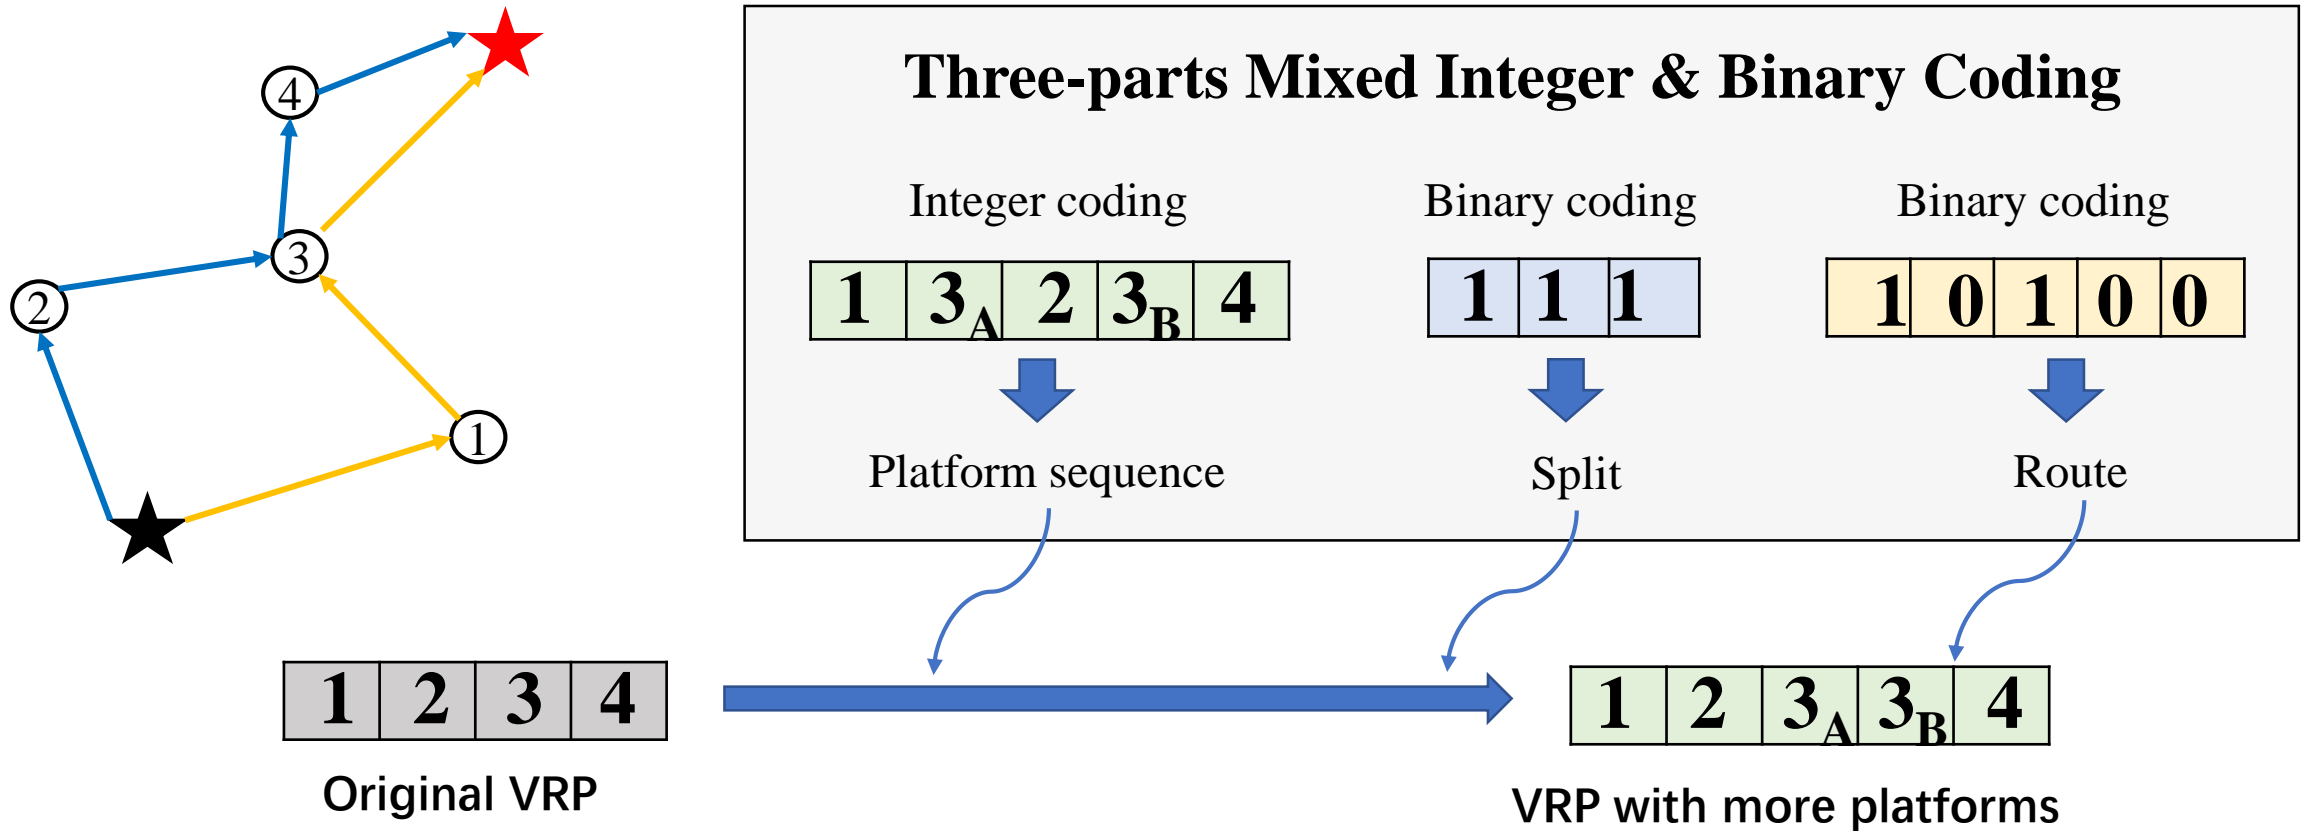 4
3
2
1
Three-parts Mixed Integer & Binary Coding
Integer coding
Binary coding
Binary coding
1 3A 2 3B 4
1 1 1
1 0 1 0 0
Platform sequence
Split
Route
1 2 3 4
1 2 3A 3B 4
Original VRP
VRP with more platforms